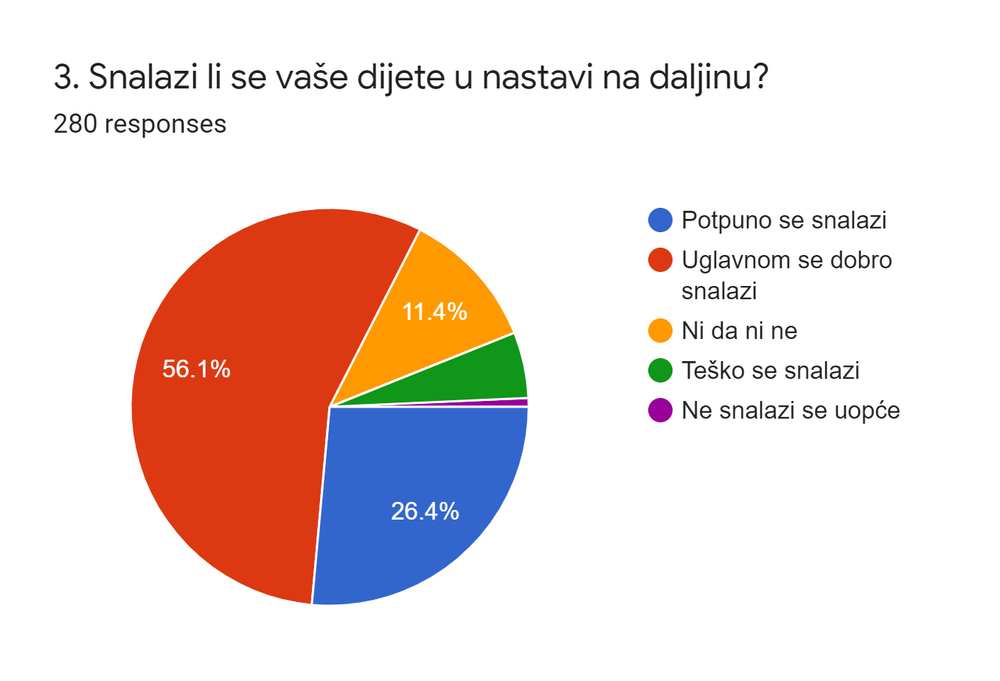 3. Snalazi li se vaše dijete u nastavi na daljinu?
280 responses
Potpuno se snalazi
Uglavnom se dobro
snalazi
Ni da ni ne
Teško se snalazi
Ne snalazi se uopće
11.4%
56.1%
26.4%